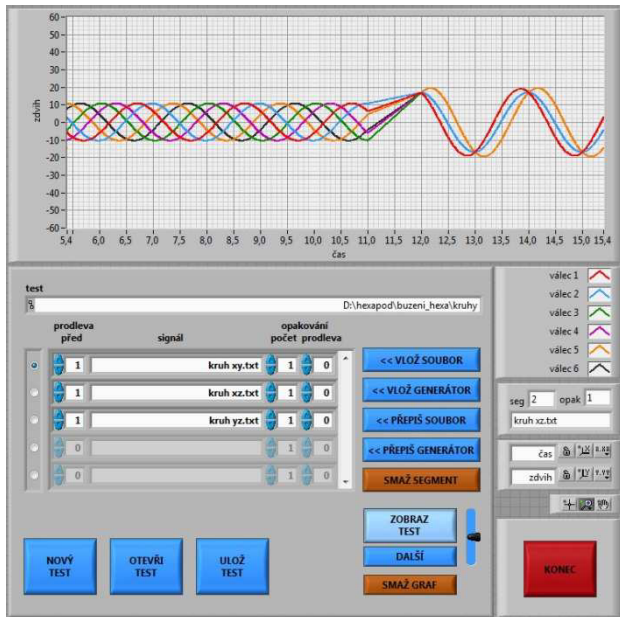 60
50
40
30
20
10
0
-10
-20
-30
-40
-50
-60
zdvih
5,4 6,0 6,5 7,0 7,5 8,0 8,5 9,0 9,5 10,0 10,5 11,0 11,5 12,0 12,5 13,0 13,5 14,0 14,5 15,0 15,4
čas
válec 1
válec 2
válec 3
válec 4
válec 5
válec 6
test
D:\hexapod\buzeni_hexa\kruhy
prodleva před signál opakování počet prodleva
1 kruh xy.txt 1 0
1 kruh xz.txt 1 0
1 kruh yz.txt 1 0
0 1 0
0 1 0
<< VLOŽ SOUBOR
<< VLOŽ GENERÁTOR
<< PŘEPIŠ SOUBOR
<< PŘEPIŠ GENERÁTOR
SMAŽ SEGMENT
ZOBRAZ
TEST
DALŠÍ
SMAŽ GRAF
NOVÝ
TEST
OTEVŘI
TEST
ULOŽ
TEST
seg 2 opak 1
kruh xz.txt
čas
zdvih
KONEC